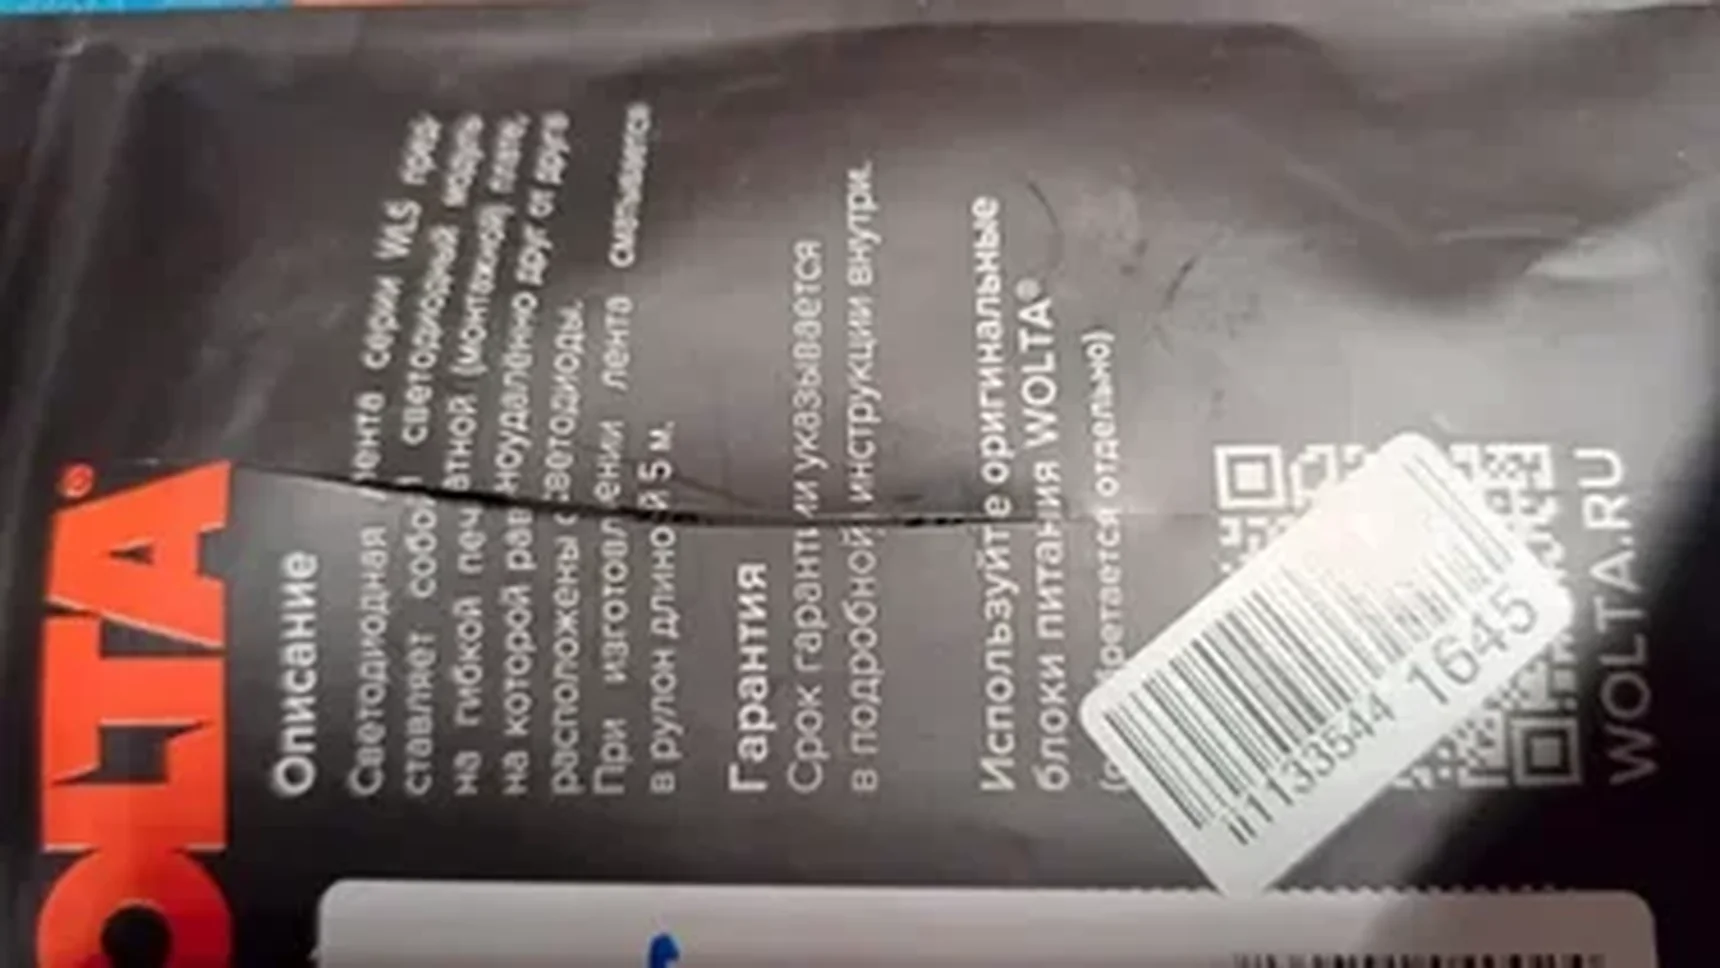 OLTA®
Описание
Светодиодная лента серии WLS пред-
ставляет собой светодиодный модуль
на гибкой печатной (монтажной) плате,
на которой равноудаленно друг от друга
расположены светодиоды.
При изготовлении лента сматывается
в рулон длиной 5 м.
Гарантия
Срок гарантии указывается
в подробной инструкции внутри.
Используйте оригинальные
блоки питания WOLTA®
отдельно)
ii1133544 1645
WOLTA.RU